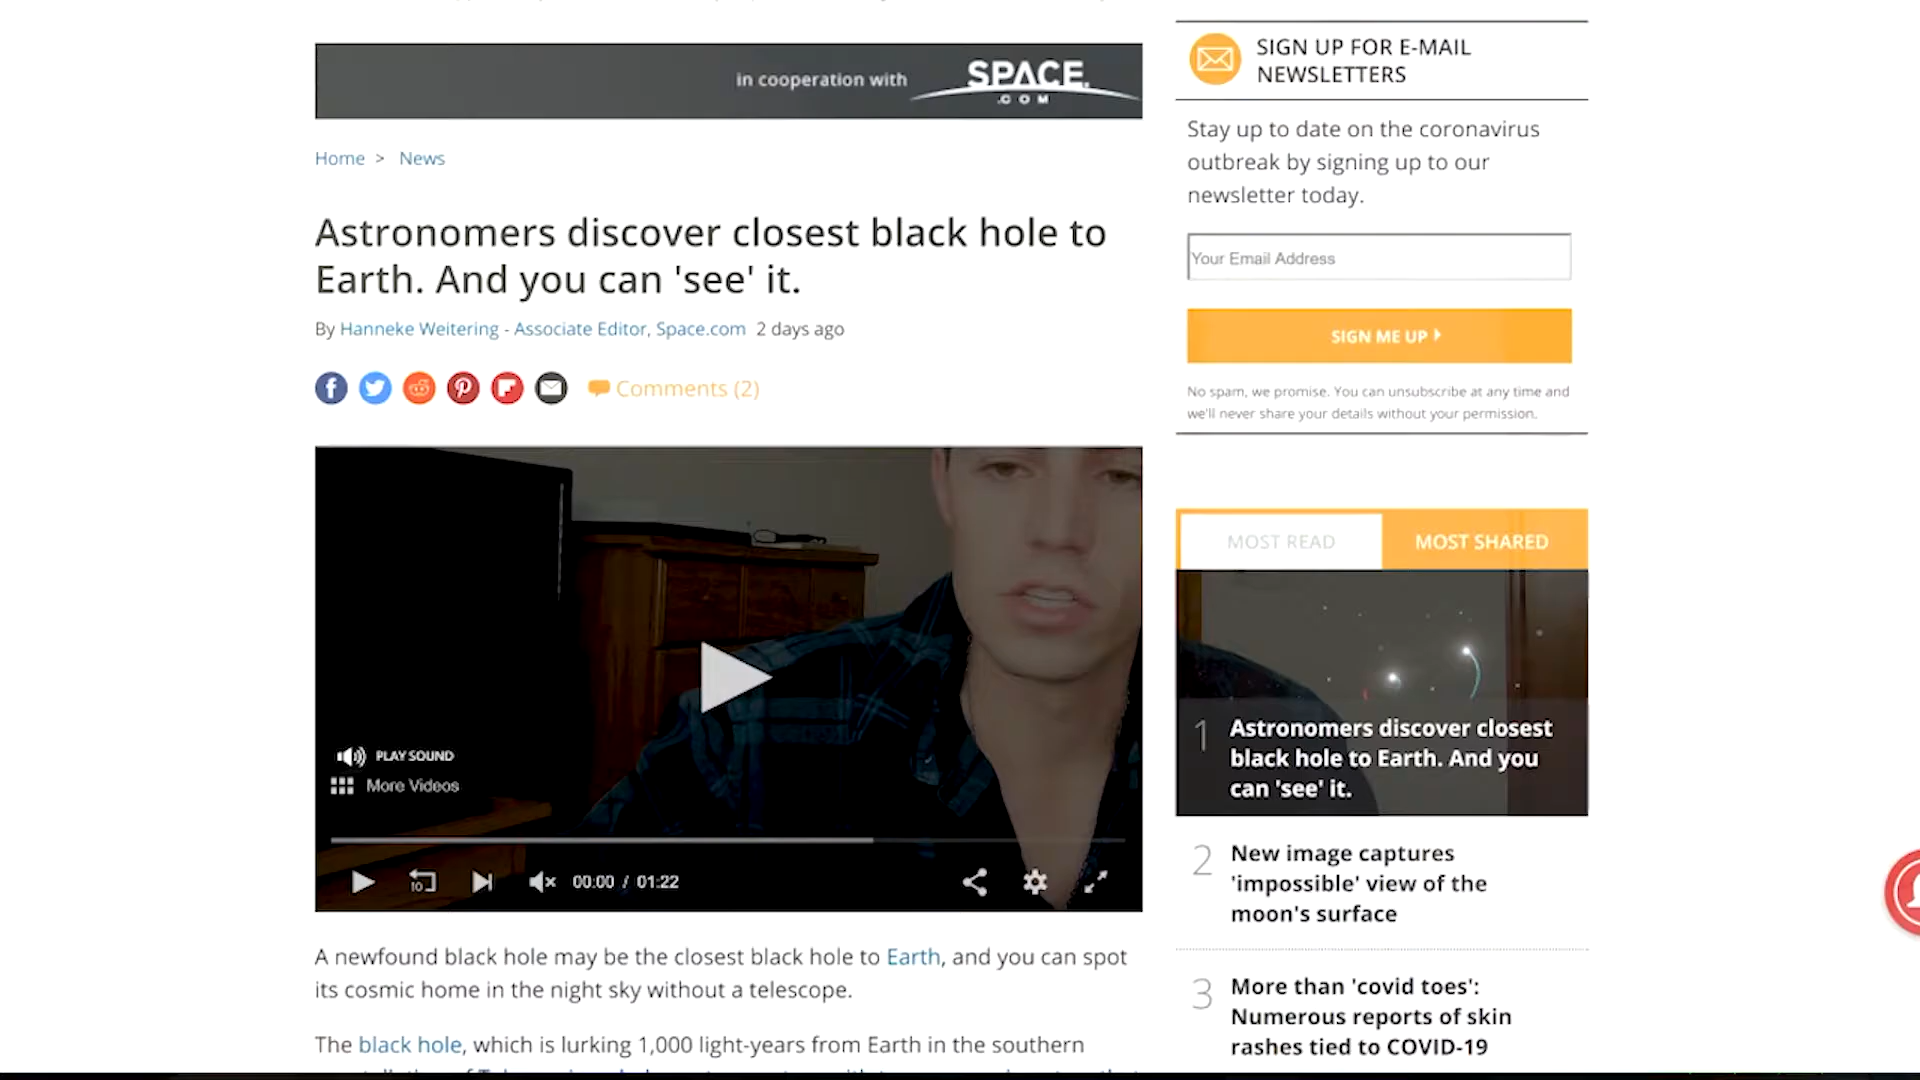 in cooperation with SPACE.
.COM
Home > News
Astronomers discover closest black hole to
Earth. And you can 'see' it.
By Hanneke Weitering - Associate Editor, Space.com 2 days ago
Comments (2)
PLAY SOUND
More Videos
10
00:00 / 01:22
A newfound black hole may be the closest black hole to Earth, and you can spot
its cosmic home in the night sky without a telescope.
The black hole, which is lurking 1,000 light-years from Earth in the southern
SIGN UP FOR E-MAIL
NEWSLETTERS
Stay up to date on the coronavirus
outbreak by signing up to our
newsletter today.
Your Email Address
SIGN ME UP
No spam, we promise. You can unsubscribe at any time and
we'll never share your details without your permission.
MOST READ
MOST SHARED
1 Astronomers discover closest
black hole to Earth. And you
can 'see' it.
2 New image captures
'impossible' view of the
moon's surface
3 More than 'covid toes':
Numerous reports of skin
rashes tied to COVID-19